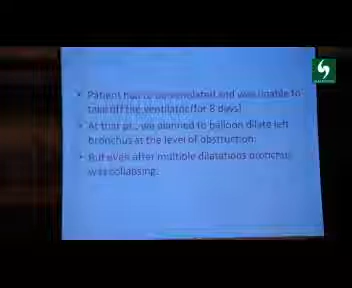 Patient had to be ventilated and was unable to
take off the ventilator(for 8 days)
At that pt., we planned to balloon dilate left
bronchus at the level of obstruction.
But even after multiple dilatations bronchus
was collapsing.